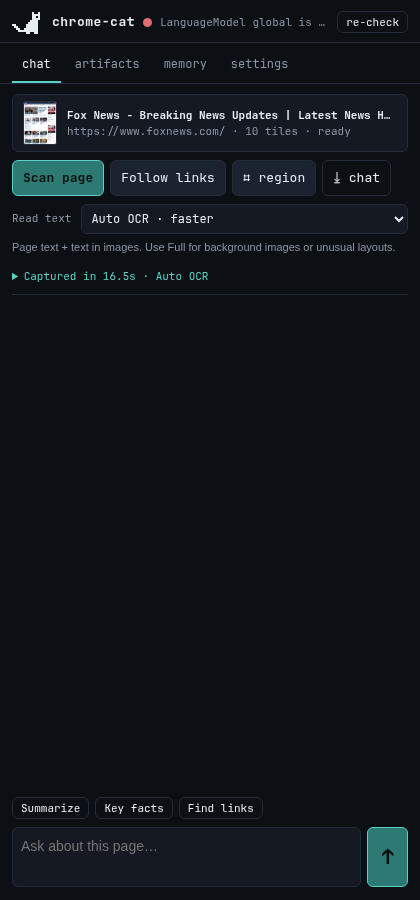 chrome-cat
LanguageModel global is …
re-check
chat
artifacts
memory
settings
Fox News - Breaking News Updates | Latest News H…
https://www.foxnews.com/ · 10 tiles · ready
Scan page
Follow links
⌗ region
⤓ chat
Read text
Auto OCR · faster
Page text + text in images. Use Full for background images or unusual layouts.
▶ Captured in 16.5s · Auto OCR
Summarize
Key facts
Find links
Ask about this page…
↑